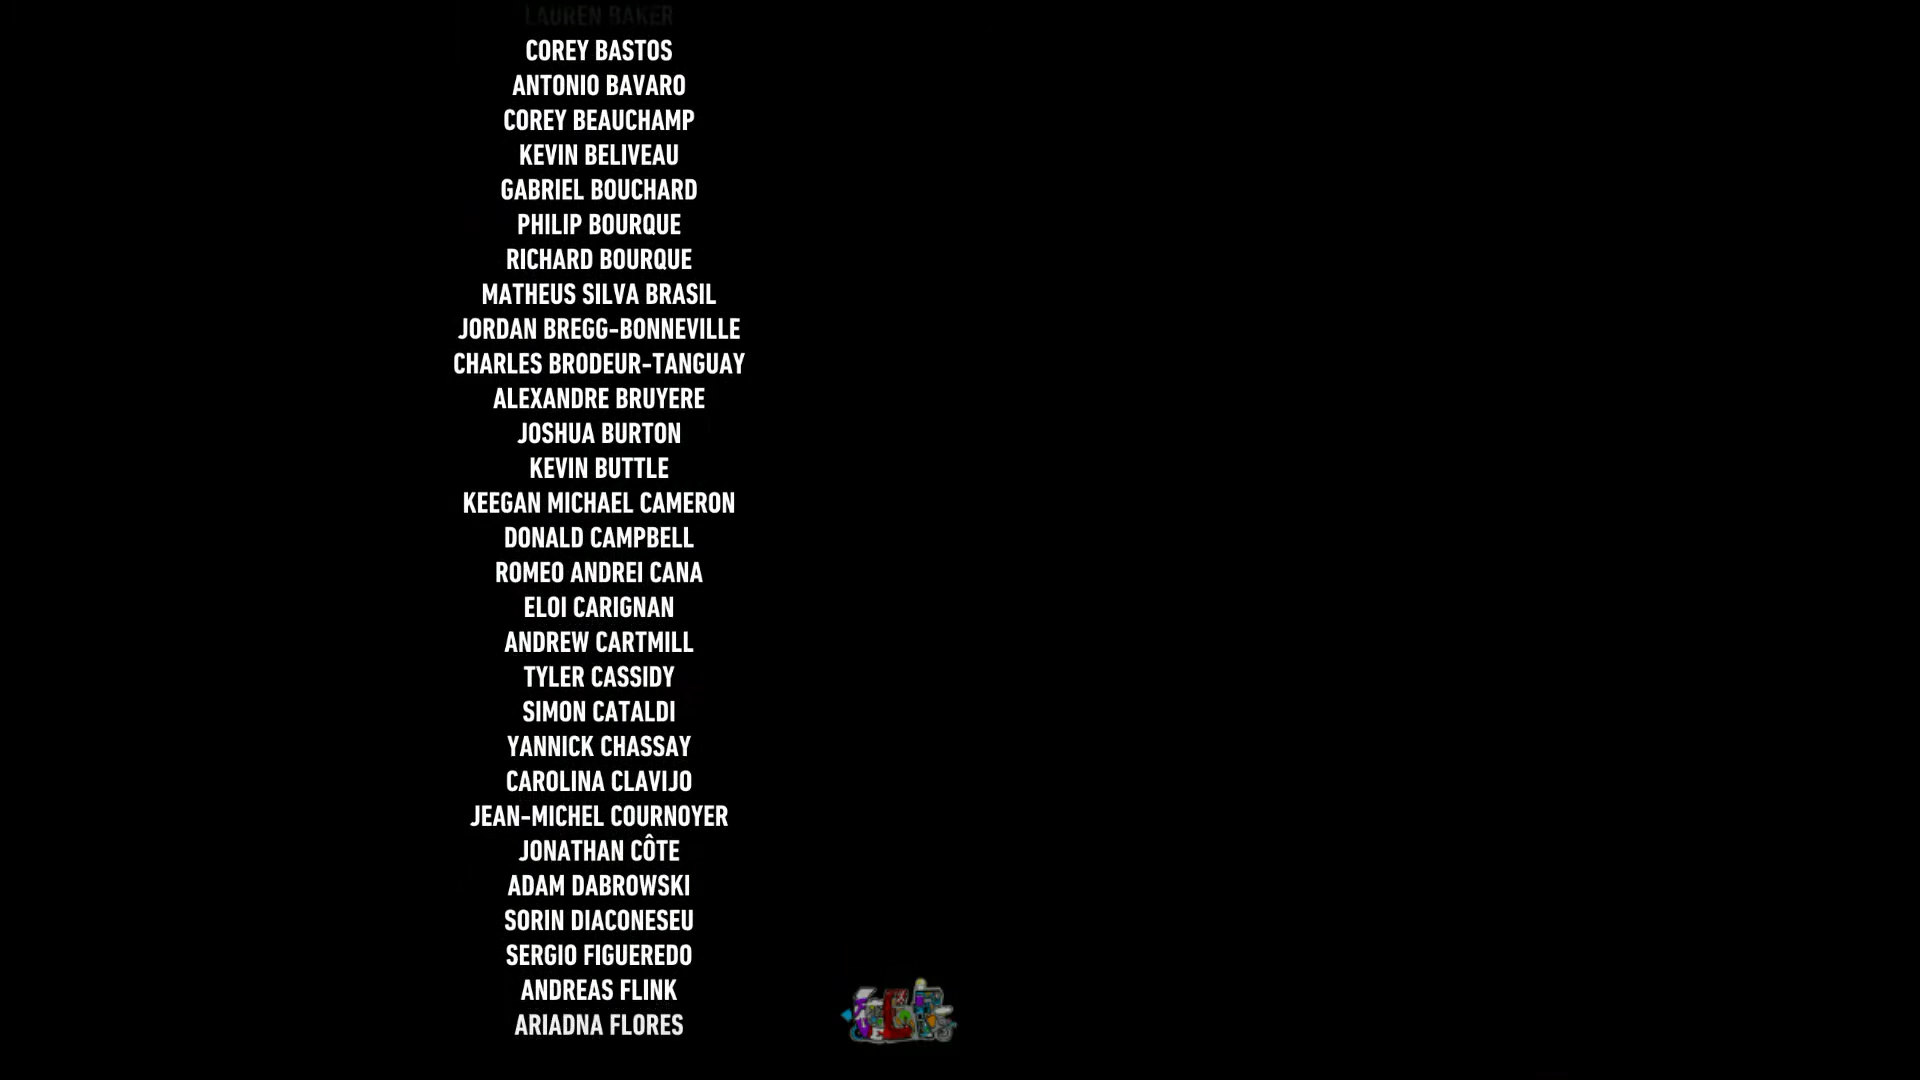 LAUREN BAKER
COREY BASTOS
ANTONIO BAVARO
COREY BEAUCHAMP
KEVIN BELIVEAU
GABRIEL BOUCHARD
PHILIP BOURQUE
RICHARD BOURQUE
MATHEUS SILVA BRASIL
JORDAN BREGG-BONNEVILLE
CHARLES BRODEUR-TANGUAY
ALEXANDRE BRUYERE
JOSHUA BURTON
KEVIN BUTTLE
KEEGAN MICHAEL CAMERON
DONALD CAMPBELL
ROMEO ANDREI CANA
ELOI CARIGNAN
ANDREW CARTMILL
TYLER CASSIDY
SIMON CATALDI
YANNICK CHASSAY
CAROLINA CLAVIJO
JEAN-MICHEL COURNOYER
JONATHAN CÔTE
ADAM DABROWSKI
SORIN DIACONESEU
SERGIO FIGUEREDO
ANDREAS FLINK
ARIADNA FLORES